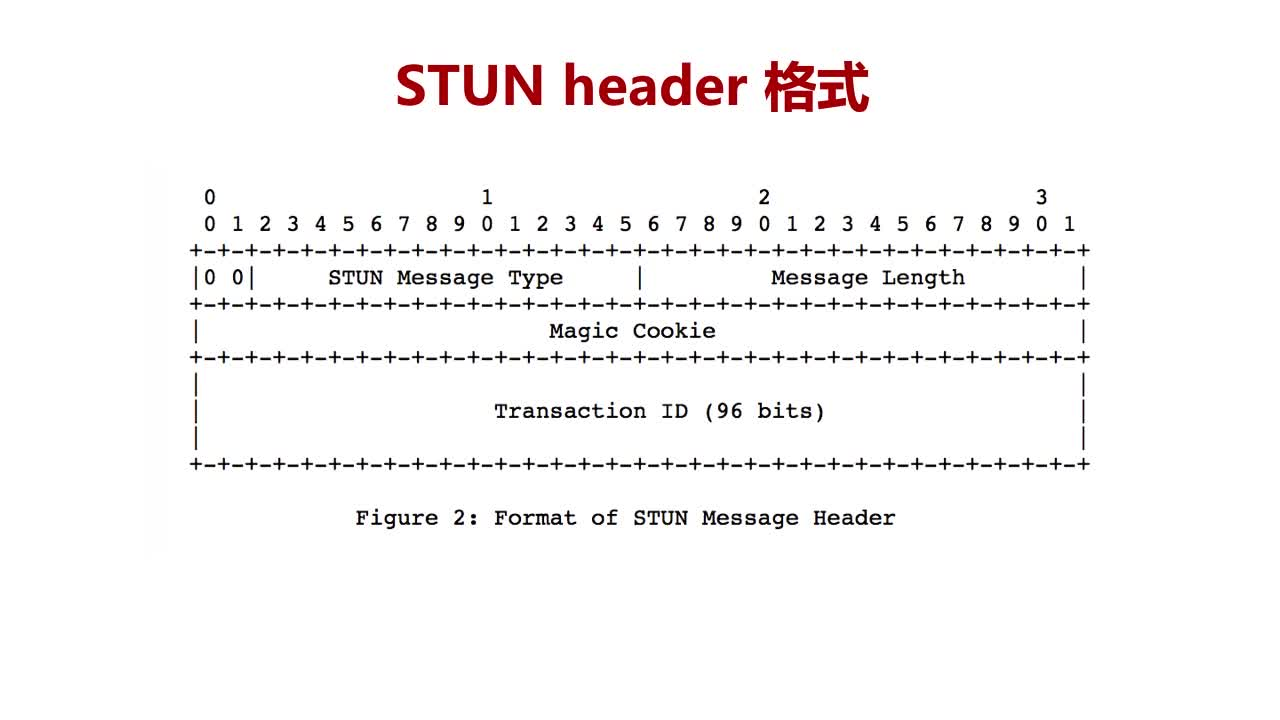 STUN header 格式
0                   1                   2                   3
0 1 2 3 4 5 6 7 8 9 0 1 2 3 4 5 6 7 8 9 0 1 2 3 4 5 6 7 8 9 0 1
+-+-+-+-+-+-+-+-+-+-+-+-+-+-+-+-+-+-+-+-+-+-+-+-+-+-+-+-+-+-+-+-+
|0 0|     STUN Message Type     |         Message Length        |
+-+-+-+-+-+-+-+-+-+-+-+-+-+-+-+-+-+-+-+-+-+-+-+-+-+-+-+-+-+-+-+-+
|                         Magic Cookie                          |
+-+-+-+-+-+-+-+-+-+-+-+-+-+-+-+-+-+-+-+-+-+-+-+-+-+-+-+-+-+-+-+-+
|                                                               |
|                     Transaction ID (96 bits)                  |
|                                                               |
+-+-+-+-+-+-+-+-+-+-+-+-+-+-+-+-+-+-+-+-+-+-+-+-+-+-+-+-+-+-+-+-+
Figure 2: Format of STUN Message Header